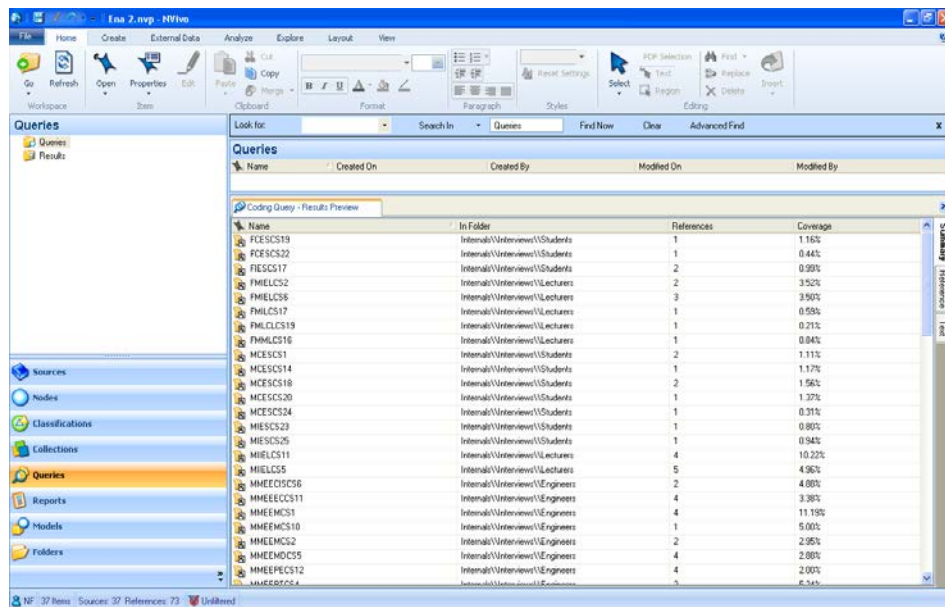 Ena 2.nvp - NVivo
File Home Create External Data Analyze Explore Layout View
Go Refresh Open Properties Edit Paste Cut Copy Merge B I U Reset Settings Select PDF Selection Text Region Find Replace Delete Insert
Workspace Item Clipboard Format Paragraph Styles Editing
Queries
Queries
Results
Look for: Search In Queries Find Now Clear Advanced Find X
Queries
Name Created On Created By Modified On Modified By
Coding Query - Results Preview
Name In Folder References Coverage
FCESCS19 Internals\\Interviews\\Students 1 1.16%
FCESCS22 Internals\\Interviews\\Students 1 0.44%
FIESCS17 Internals\\Interviews\\Students 2 0.99%
FMIELCS2 Internals\\Interviews\\Lecturers 2 3.52%
FMIELCS6 Internals\\Interviews\\Lecturers 3 3.50%
FMILCS17 Internals\\Interviews\\Lecturers 1 0.59%
FMLCLCS19 Internals\\Interviews\\Lecturers 1 0.21%
FMMLCS16 Internals\\Interviews\\Lecturers 1 0.84%
MCESCS1 Internals\\Interviews\\Students 2 1.11%
MCESCS14 Internals\\Interviews\\Students 1 1.17%
MCESCS18 Internals\\Interviews\\Students 2 1.56%
MCESCS20 Internals\\Interviews\\Students 1 1.37%
MCESCS24 Internals\\Interviews\\Students 1 0.31%
MIESCS23 Internals\\Interviews\\Students 1 0.80%
MIESCS25 Internals\\Interviews\\Students 1 0.94%
MIIELCS11 Internals\\Interviews\\Lecturers 4 10.22%
MIIELCS5 Internals\\Interviews\\Lecturers 5 4.96%
MMEECISCS6 Internals\\Interviews\\Engineers 2 4.88%
MMEEECCS11 Internals\\Interviews\\Engineers 4 3.38%
MMEEMCS1 Internals\\Interviews\\Engineers 4 11.19%
MMEEMCS10 Internals\\Interviews\\Engineers 1 5.00%
MMEEMCS2 Internals\\Interviews\\Engineers 2 2.95%
MMEEMDCS5 Internals\\Interviews\\Engineers 4 2.88%
MMEEPECS12 Internals\\Interviews\\Engineers 4 2.00%
Summary
Reference
Text
Sources
Nodes
Classifications
Collections
Queries
Reports
Models
Folders
NF 37 Items Sources: 37 References: 73 Unfiltered